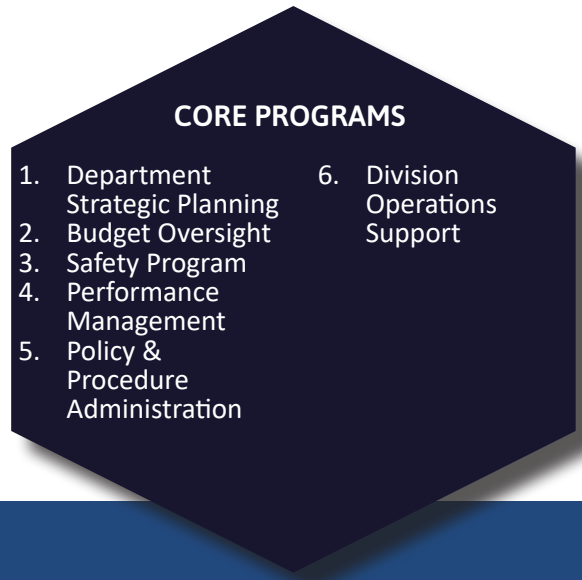 CORE PROGRAMS
1. Department
Strategic Planning
2. Budget Oversight
3. Safety Program
4. Performance
Management
5. Policy &
Procedure
Administration
6. Division
Operations
Support